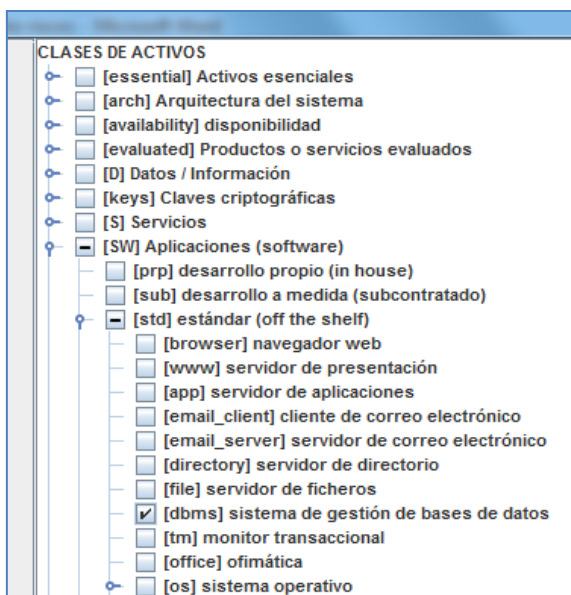 CLASES DE ACTIVOS
[essential] Activos esenciales
[arch] Arquitectura del sistema
[availability] disponibilidad
[evaluated] Productos o servicios evaluados
[D] Datos / Información
[keys] Claves criptográficas
[S] Servicios
[SW] Aplicaciones (software)
[prp] desarrollo propio (in house)
[sub] desarrollo a medida (subcontratado)
[std] estándar (off the shelf)
[browser] navegador web
[www] servidor de presentación
[app] servidor de aplicaciones
[email_client] cliente de correo electrónico
[email_server] servidor de correo electrónico
[directory] servidor de directorio
[file] servidor de ficheros
[dbms] sistema de gestión de bases de datos
[tm] monitor transaccional
[office] ofimática
[os] sistema operativo